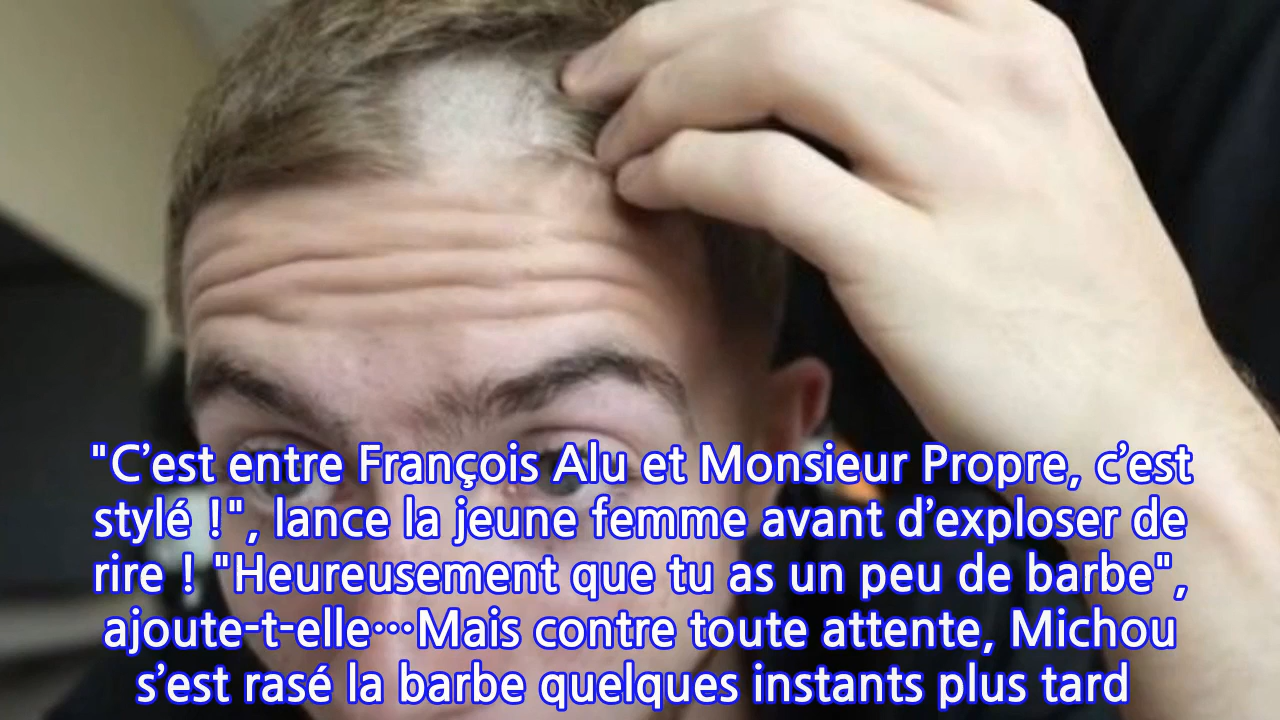 "C’est entre François Alu et Monsieur Propre, c’est
stylé !", lance la jeune femme avant d’exploser de
rire ! "Heureusement que tu as un peu de barbe",
ajoute-t-elle…Mais contre toute attente, Michou
s’est rasé la barbe quelques instants plus tard